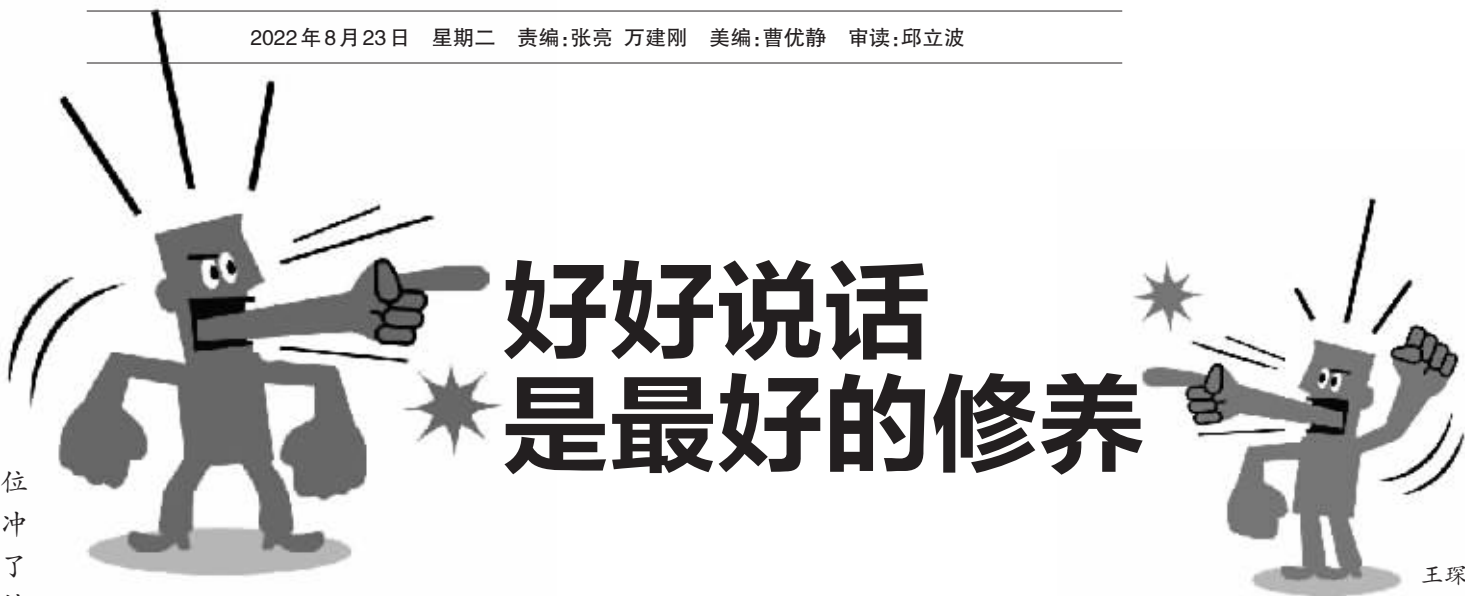 2022年8月23日 星期二 责编:张亮 万建刚 美编:曹优静 审读:邱立波
好好说话
是最好的修养
位
冲
了
王琛